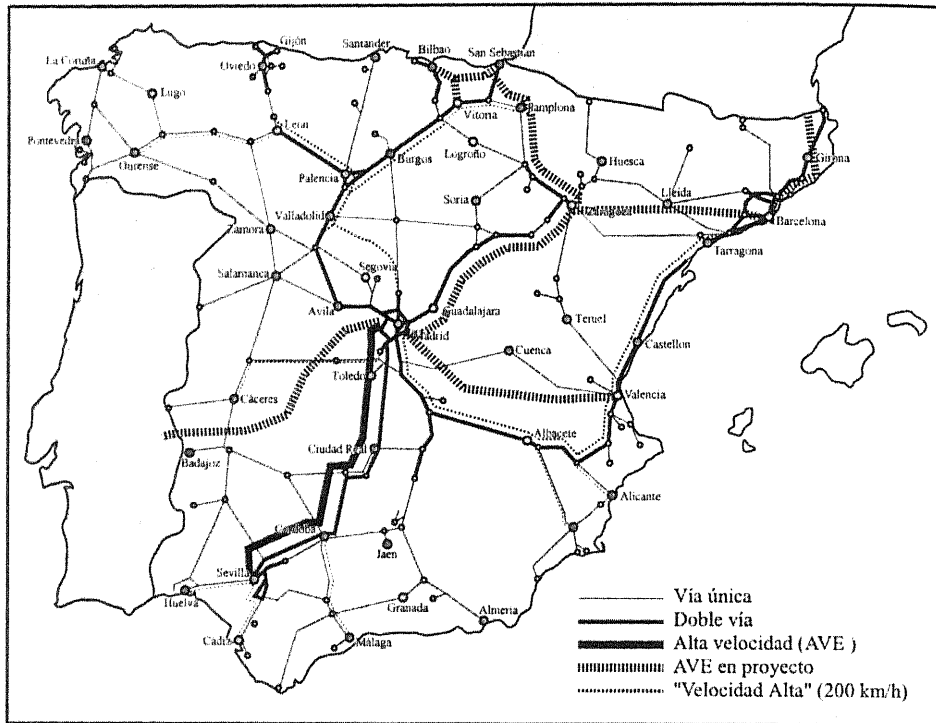 Gijón
Santander
Bilbao
San Sebastián
La Coruña
Oviedo
Lugo
Vitoria
Pamplona
León
Pontevedra
Burgos
Logroño
Huesca
Girona
Ourense
Palencia
Lleida
Soria
Zaragoza
Valladolid
Barcelona
Zamora
Tarragona
Segovia
Salamanca
Avila
Guadalajara
Madrid
Teruel
Castellon
Cuenca
Toledo
Cáceres
Valencia
Albacete
Ciudad Real
Badajoz
Alicante
Córdoba
Jaen
Sevilla
Huelva
Granada
Almeria
Cadiz
Málaga
Vía única
Doble vía
Alta velocidad (AVE )
AVE en proyecto
"Velocidad Alta" (200 km/h)